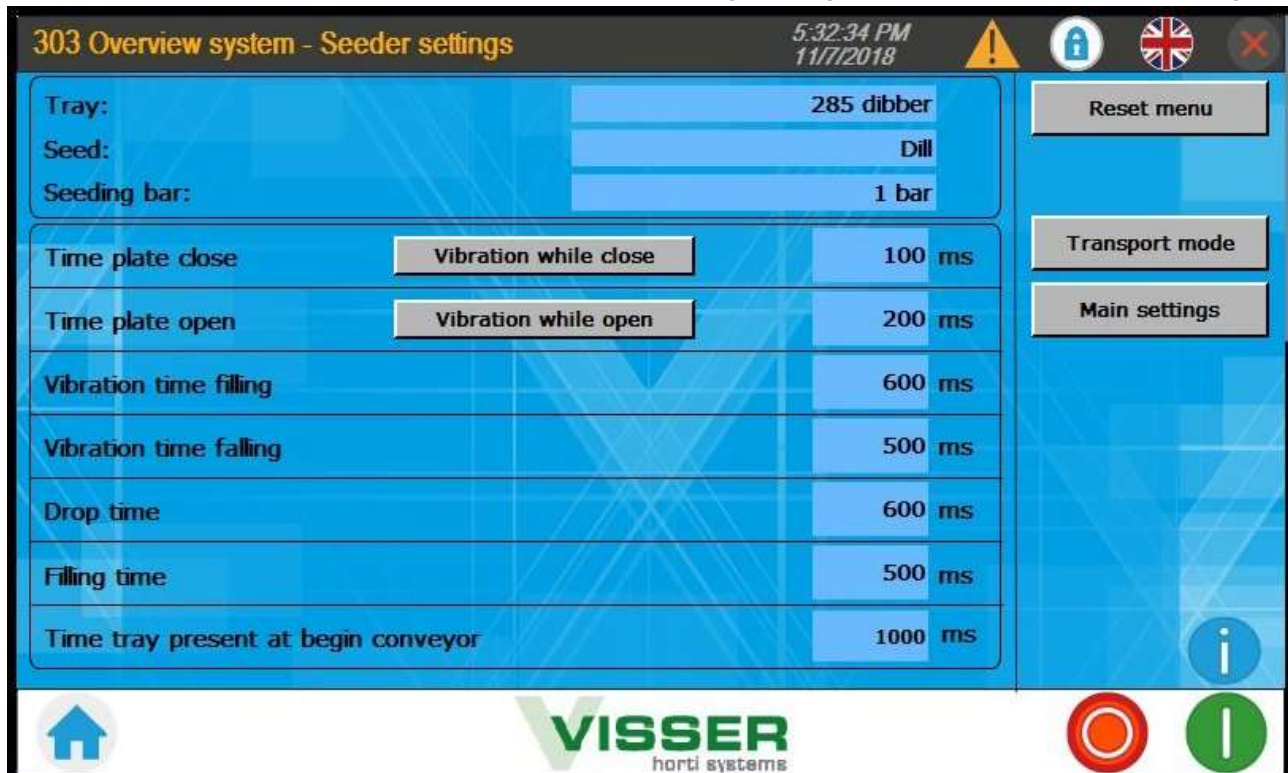 303 Overview system - Seeder settings
5:32:34 PM
11/7/2018
Tray: 285 dibber
Seed: Dill
Seeding bar: 1 bar
Reset menu
Time plate close Vibration while close 100 ms
Transport mode
Time plate open Vibration while open 200 ms
Main settings
Vibration time filling 600 ms
Vibration time falling 500 ms
Drop time 600 ms
Filling time 500 ms
Time tray present at begin conveyor 1000 ms
i
VISSER
horti systems